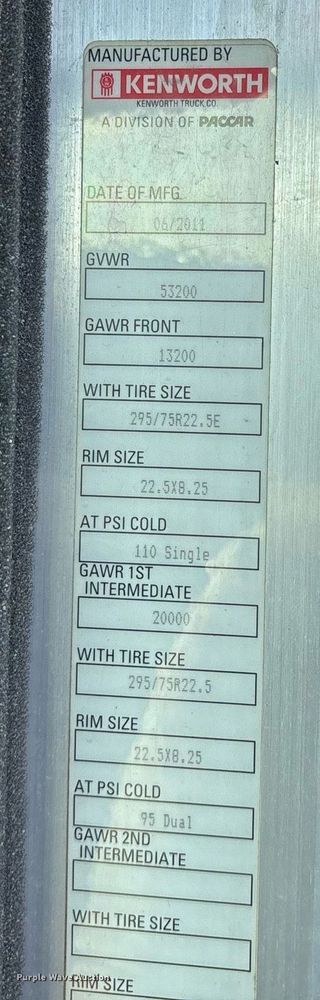 MANUFACTURED BY
KENWORTH
KENWORTH TRUCK CO.
A DIVISION OF PACCAR
DATE OF MFG.
06/2011
GVWR
53200
GAWR FRONT
13200
WITH TIRE SIZE
295/75R22.5E
RIM SIZE
22.5X8.25
AT PSI COLD
110 Single
GAWR 1ST
INTERMEDIATE
20000
WITH TIRE SIZE
295/75R22.5
RIM SIZE
22.5X8.25
AT PSI COLD
95 Dual
GAWR 2ND
INTERMEDIATE
WITH TIRE SIZE
RIM SIZE
Purple Wave Auction